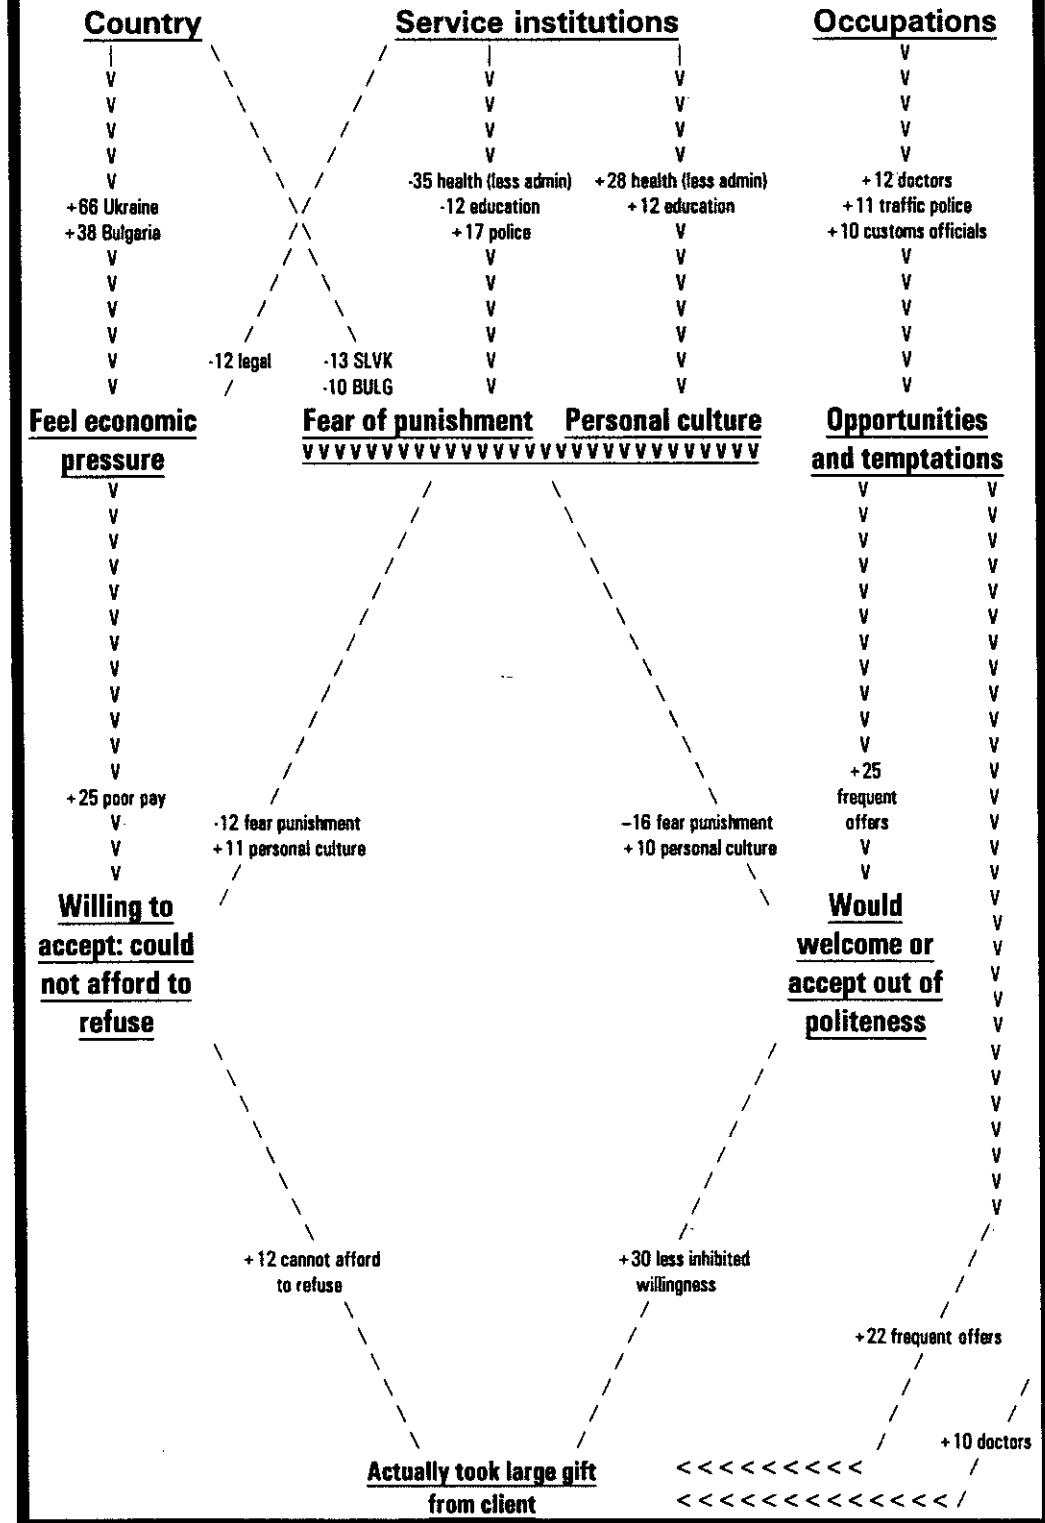 Country Service institutions Occupations
-35 health (less admin) +28 health (less admin) +12 doctors
+66 Ukraine -12 education +12 education +11 traffic police
+38 Bulgaria +17 police +10 customs officials
-12 legal -13 SLVK
-10 BULG
Feel economic Fear of punishment Personal culture Opportunities
pressure and temptations
+25
+25 poor pay frequent
-12 fear punishment –16 fear punishment offers
+11 personal culture +10 personal culture
Willing to Would
accept: could welcome or
not afford to accept out of
refuse politeness
+12 cannot afford +30 less inhibited
to refuse willingness
+22 frequent offers
+10 doctors
Actually took large gift
from client